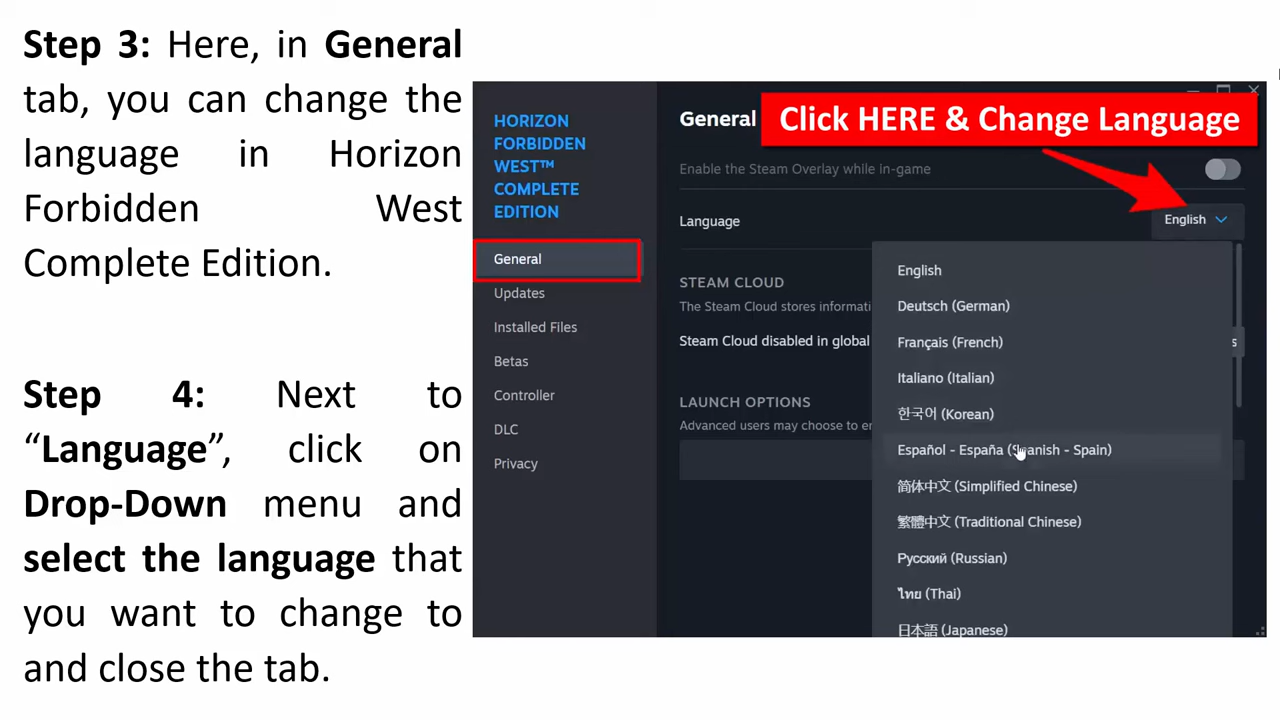 Step 3: Here, in General
tab, you can change the
language in Horizon
Forbidden West
Complete Edition.
Step 4: Next to
“Language”, click on
Drop-Down menu and
select the language that
you want to change to
and close the tab.
HORIZON
FORBIDDEN
WEST™
COMPLETE
EDITION
General
Updates
Installed Files
Betas
Controller
DLC
Privacy
General
Click HERE & Change Language
Enable the Steam Overlay while in-game
Language
English
STEAM CLOUD
The Steam Cloud stores informati
Steam Cloud disabled in global
s
LAUNCH OPTIONS
Advanced users may choose to en
English
Deutsch (German)
Français (French)
Italiano (Italian)
한국어 (Korean)
Español - España (Spanish - Spain)
简体中文 (Simplified Chinese)
繁體中文 (Traditional Chinese)
Русский (Russian)
ไทย (Thai)
日本語 (Japanese)